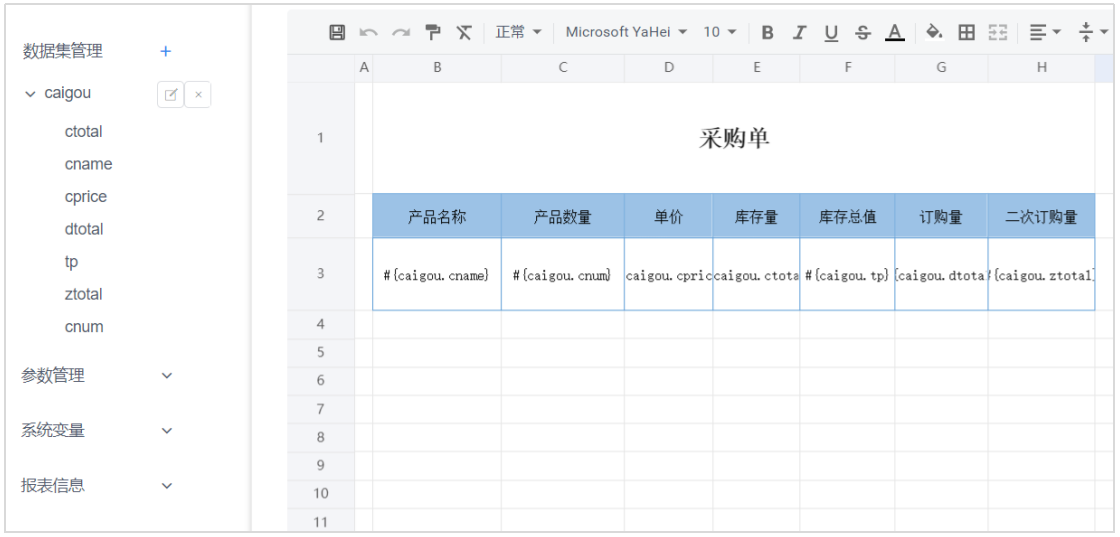 数据集管理 +
caigou
ctotal
cname
cprice
dtotal
tp
ztotal
cnum
参数管理
系统变量
报表信息
正常 Microsoft YaHei 10 B I U S A
A B C D E F G H
1 采购单
2 产品名称 产品数量 单价 库存量 库存总值 订购量 二次订购量
3 #{caigou.cname} #{caigou.cnum} caigou.cpric caigou.ctota #{caigou.tp} {caigou.dtota {caigou.ztotal}
4
5
6
7
8
9
10
11